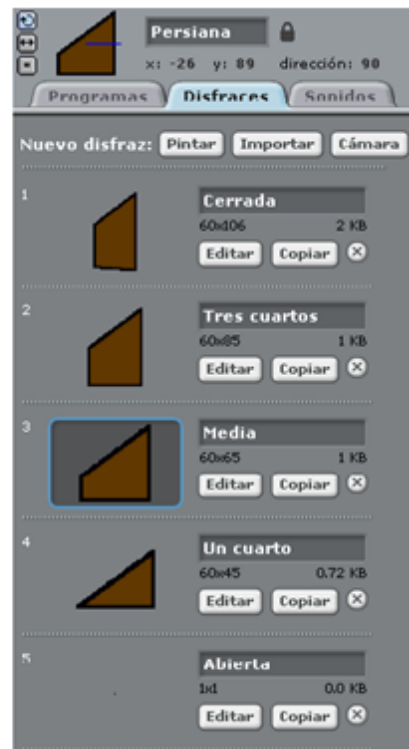 Persiana
x: -26 y: 89 dirección: 90
Programas Disfraces Sonidos
Nuevo disfraz: Pintar Importar Cámara
1
Cerrada
60x106 2 KB
Editar Copiar
2
Tres cuartos
60x85 1 KB
Editar Copiar
3
Media
60x65 1 KB
Editar Copiar
4
Un cuarto
60x45 0.72 KB
Editar Copiar
5
Abierta
1x1 0.0 KB
Editar Copiar